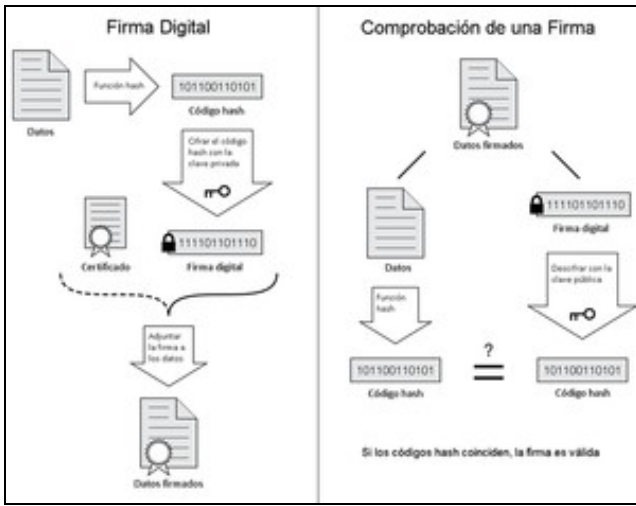 Firma Digital
Función hash
101100110101
Código hash
Datos
Cifrar el código
hash con la
clave privada
Certificado
111101101110
Firma digital
Adjuntar
la firma a
los datos
Datos firmados
Comprobación de una Firma
Datos firmados
Datos
111101101110
Firma digital
Función
hash
Descifrar con la
clave pública
101100110101
Código hash
?
=
101100110101
Código hash
Si los códigos hash coinciden, la firma es válida